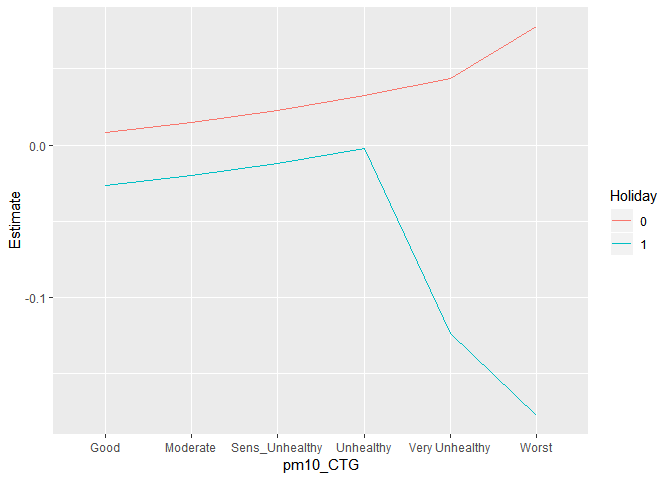 Estimate
0.0
-0.1
Good Moderate Sens_Unhealthy Unhealthy Very Unhealthy Worst
pm10_CTG
Holiday
0
1